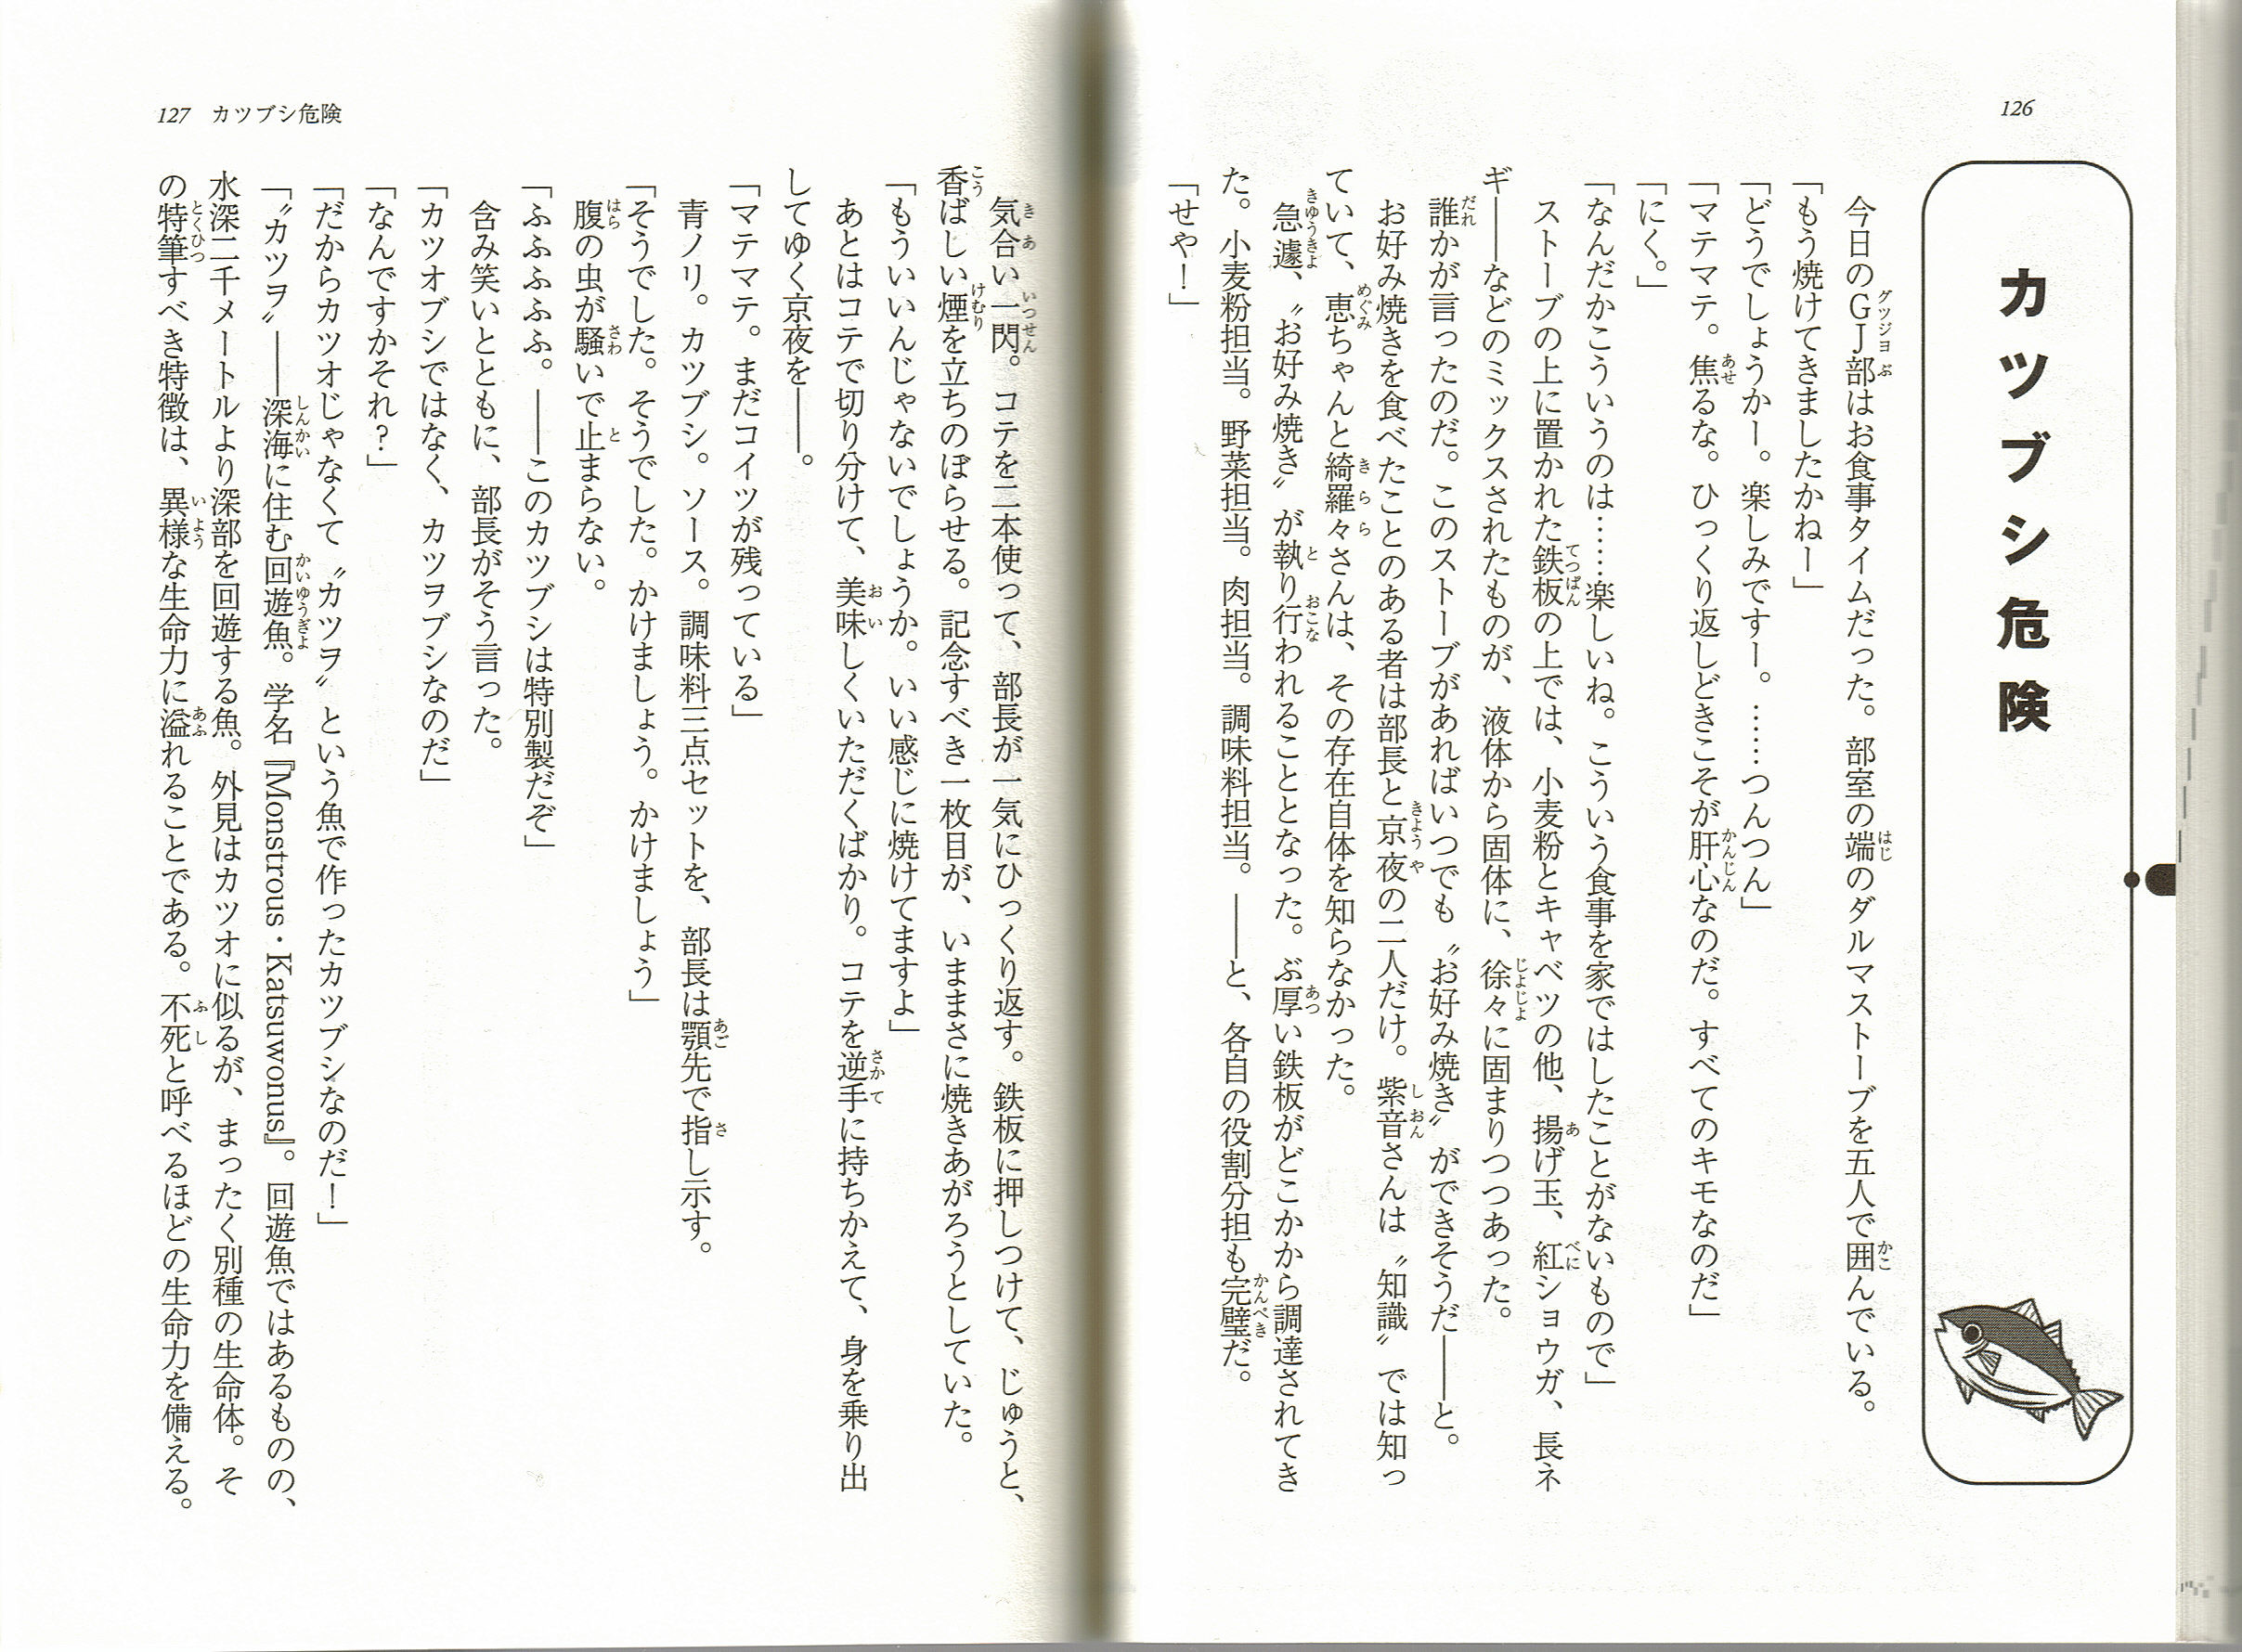 126
カツブシ危険
今日のGJ部はお食事タイムだった。部室の端のダルマストーブを五人で囲んでいる。
「もう焼けてきましたかねー」
「どうでしょうかー。楽しみですー。……つんつん」
「マテマテ。焦るな。ひっくり返しどきこそが肝心なのだ。すべてのキモなのだ」
「にく。」
「なんだかこういうのは……楽しいね。こういう食事を家ではしたことがないもので」
ストーブの上に置かれた鉄板の上では、小麦粉とキャベツの他、揚げ玉、紅ショウガ、長ネ
ギ――などのミックスされたものが、液体から固体に、徐々に固まりつつあった。
誰かが言ったのだ。このストーブがあればいつでも〝お好み焼き〟ができそうだ――と。
お好み焼きを食べたことのある者は部長と京夜の二人だけ。紫音さんは〝知識〟では知っ
ていて、恵ちゃんと綺羅々さんは、その存在自体を知らなかった。
急遽、〝お好み焼き〟が執り行われることとなった。ぶ厚い鉄板がどこかから調達されてき
た。小麦粉担当。野菜担当。肉担当。調味料担当。――と、各自の役割分担も完璧だ。
「せや！」
気合い一閃。コテを二本使って、部長が一気にひっくり返す。鉄板に押しつけて、じゅうと、
香ばしい煙を立ちのぼらせる。記念すべき一枚目が、いままさに焼きあがろうとしていた。
「もういいんじゃないでしょうか。いい感じに焼けてますよ」
あとはコテで切り分けて、美味しくいただくばかり。コテを逆手に持ちかえて、身を乗り出
してゆく京夜を――。
「マテマテ。まだコイツが残っている」
青ノリ。カツブシ。ソース。調味料三点セットを、部長は顎先で指し示す。
「そうでした。そうでした。かけましょう。かけましょう」
腹の虫が騒いで止まらない。
「ふふふふふ。――このカツブシは特別製だぞ」
含み笑いとともに、部長がそう言った。
「カツオブシではなく、カツヲブシなのだ」
「なんですかそれ？」
「だからカツオじゃなくて〝カツヲ〟という魚で作ったカツブシなのだ！」
「〝カツヲ〟――深海に住む回遊魚。学名『Monstrous・Katsuwonus』。回遊魚ではあるものの、
水深二千メートルより深部を回遊する魚。外見はカツオに似るが、まったく別種の生命体。そ
の特筆すべき特徴は、異様な生命力に溢れることである。不死と呼べるほどの生命力を備える。
127 カツブシ危険